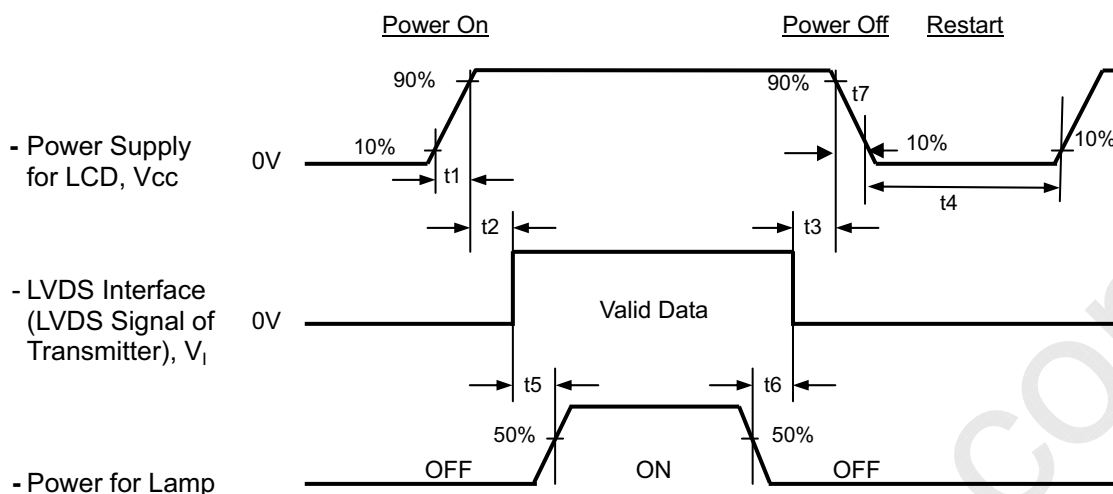 Power On Power Off Restart
90% 90% t7
- Power Supply
for LCD, Vcc
0V 10% 10% 10%
t1 t4
t2 t3
- LVDS Interface
(LVDS Signal of
Transmitter), VI
0V Valid Data
t5 t6
50% 50%
- Power for Lamp
OFF ON OFF
com